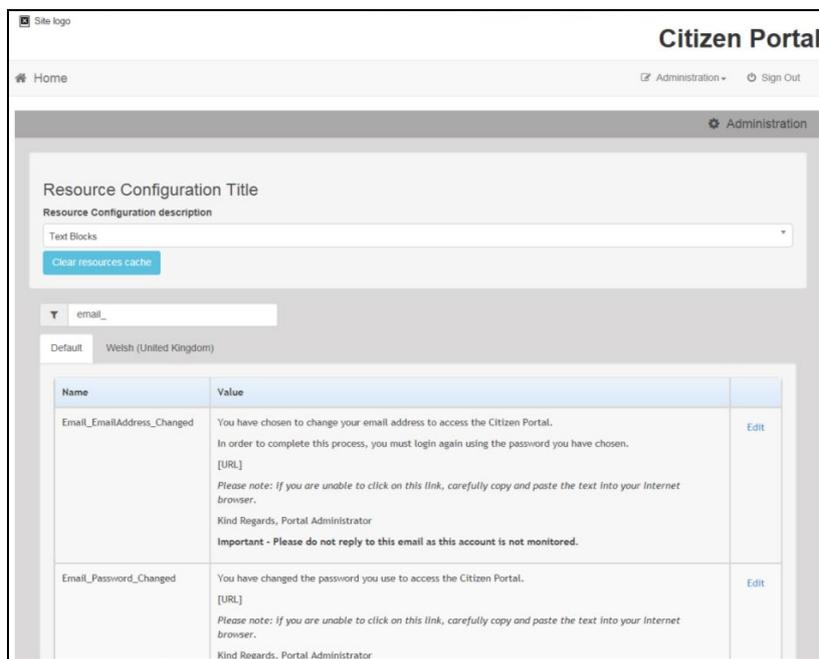 Site logo
Citizen Portal
Home
Administration
Sign Out
Administration
Resource Configuration Title
Resource Configuration description
Text Blocks
Clear resources cache
email_
Default
Welsh (United Kingdom)
Name
Value
Email_EmailAddress_Changed
You have chosen to change your email address to access the Citizen Portal.
In order to complete this process, you must login again using the password you have chosen.
[URL]
Please note: if you are unable to click on this link, carefully copy and paste the text into your Internet
browser.
Kind Regards, Portal Administrator
Important - Please do not reply to this email as this account is not monitored.
Edit
Email_Password_Changed
You have changed the password you use to access the Citizen Portal.
[URL]
Please note: if you are unable to click on this link, carefully copy and paste the text into your Internet
browser.
Kind Regards, Portal Administrator
Edit